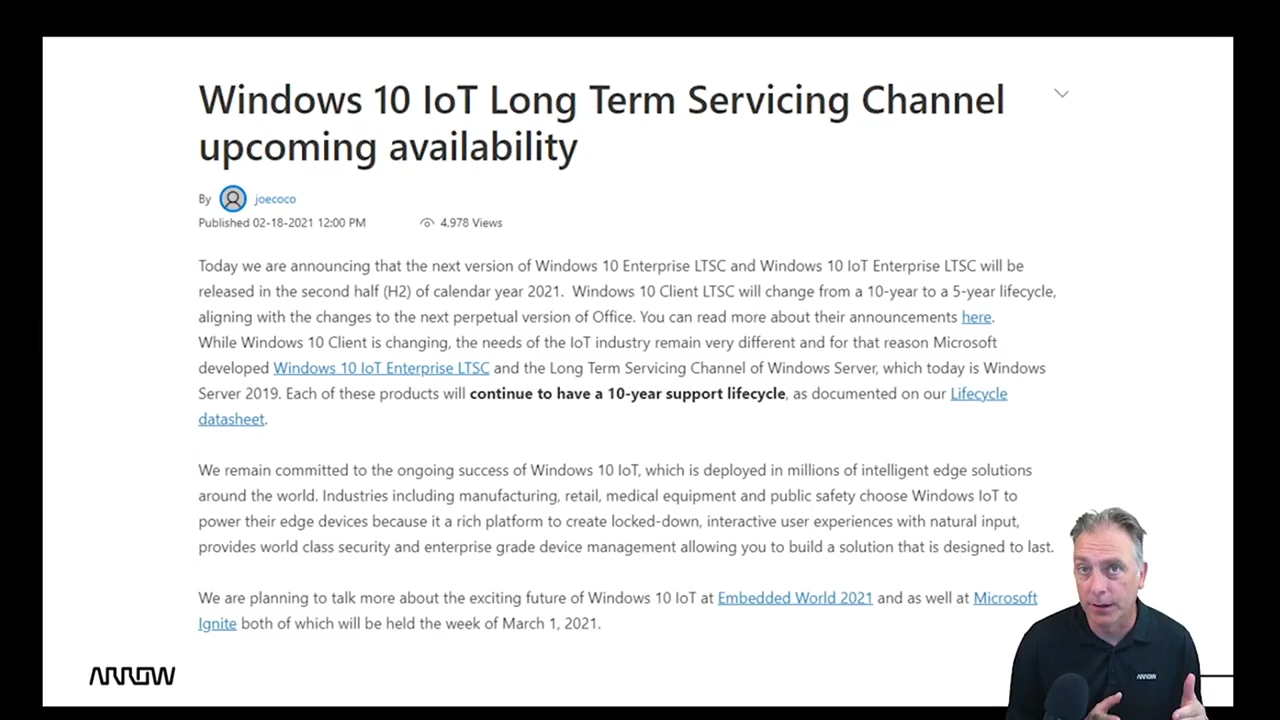 Windows 10 IoT Long Term Servicing Channel
upcoming availability
By joecoco
Published 02-18-2021 12:00 PM 4,978 Views
Today we are announcing that the next version of Windows 10 Enterprise LTSC and Windows 10 IoT Enterprise LTSC will be
released in the second half (H2) of calendar year 2021. Windows 10 Client LTSC will change from a 10-year to a 5-year lifecycle,
aligning with the changes to the next perpetual version of Office. You can read more about their announcements here.
While Windows 10 Client is changing, the needs of the IoT industry remain very different and for that reason Microsoft
developed Windows 10 IoT Enterprise LTSC and the Long Term Servicing Channel of Windows Server, which today is Windows
Server 2019. Each of these products will continue to have a 10-year support lifecycle, as documented on our Lifecycle
datasheet.
We remain committed to the ongoing success of Windows 10 IoT, which is deployed in millions of intelligent edge solutions
around the world. Industries including manufacturing, retail, medical equipment and public safety choose Windows IoT to
power their edge devices because it a rich platform to create locked-down, interactive user experiences with natural input,
provides world class security and enterprise grade device management allowing you to build a solution that is designed to last.
We are planning to talk more about the exciting future of Windows 10 IoT at Embedded World 2021 and as well at Microsoft
Ignite both of which will be held the week of March 1, 2021.
ARROW
ARROW